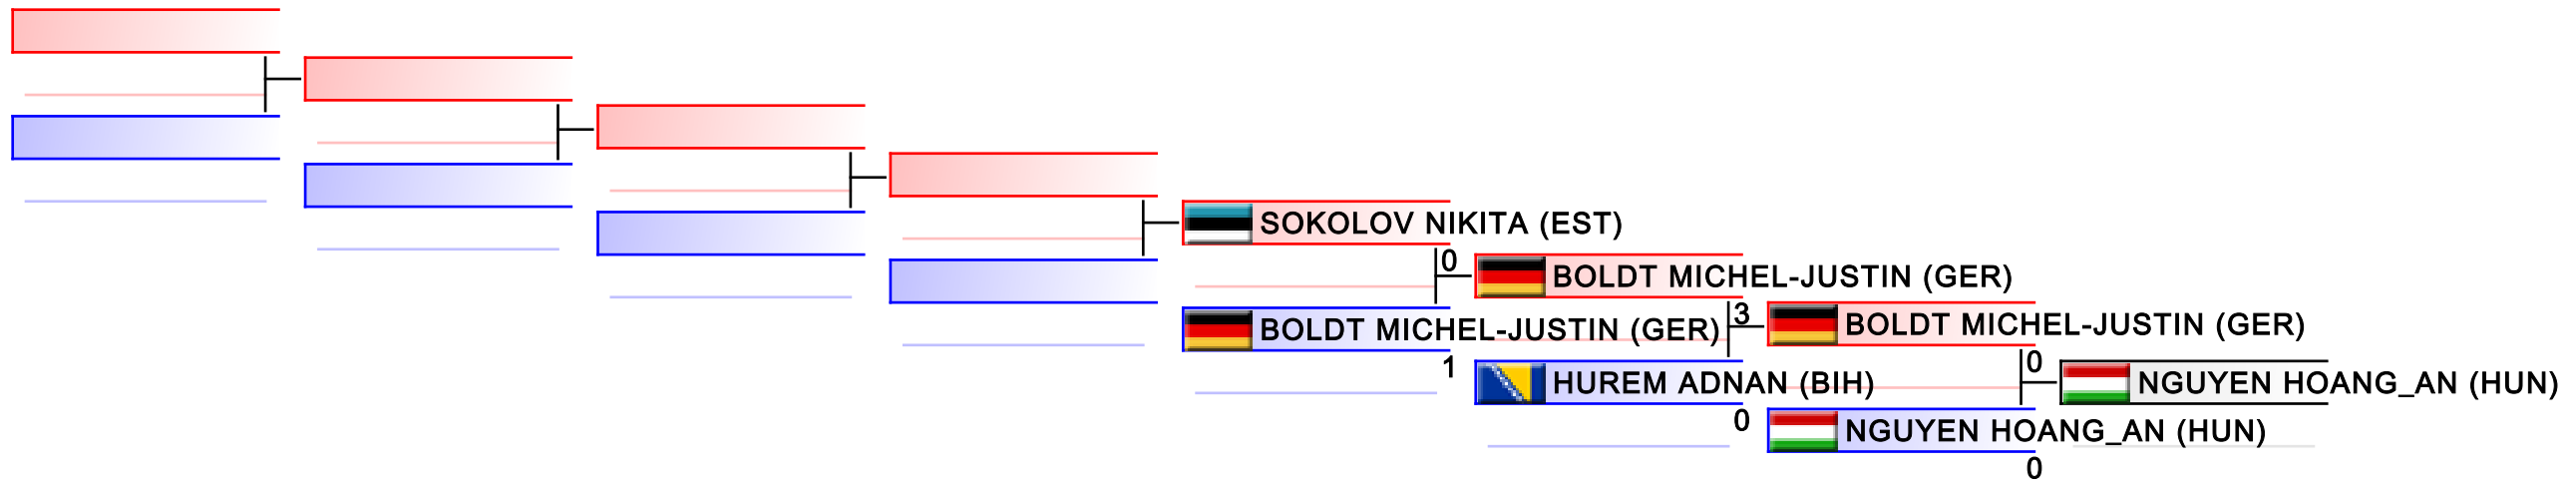 SOKOLOV NIKITA (EST)
0
BOLDT MICHEL-JUSTIN (GER)
BOLDT MICHEL-JUSTIN (GER)
1
3
HUREM ADNAN (BIH)
0
BOLDT MICHEL-JUSTIN (GER)
0
NGUYEN HOANG_AN (HUN)
0
NGUYEN HOANG_AN (HUN)